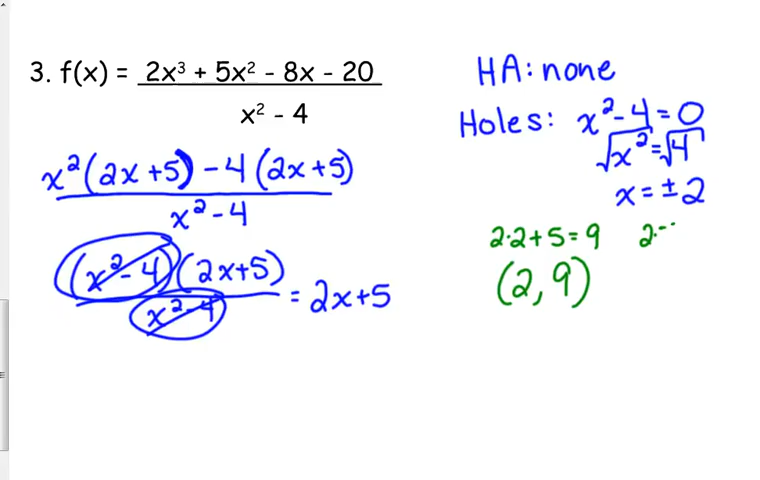 3. f(x) = 2x³ + 5x² - 8x - 20
x² - 4
x²(2x+5) - 4(2x+5)
x² - 4
(x² - 4)(2x+5)
x² - 4
= 2x+5
HA: none
Holes: x² - 4 = 0
√x² = √4
x = ±2
2·2+5=9
2·-
(2, 9)